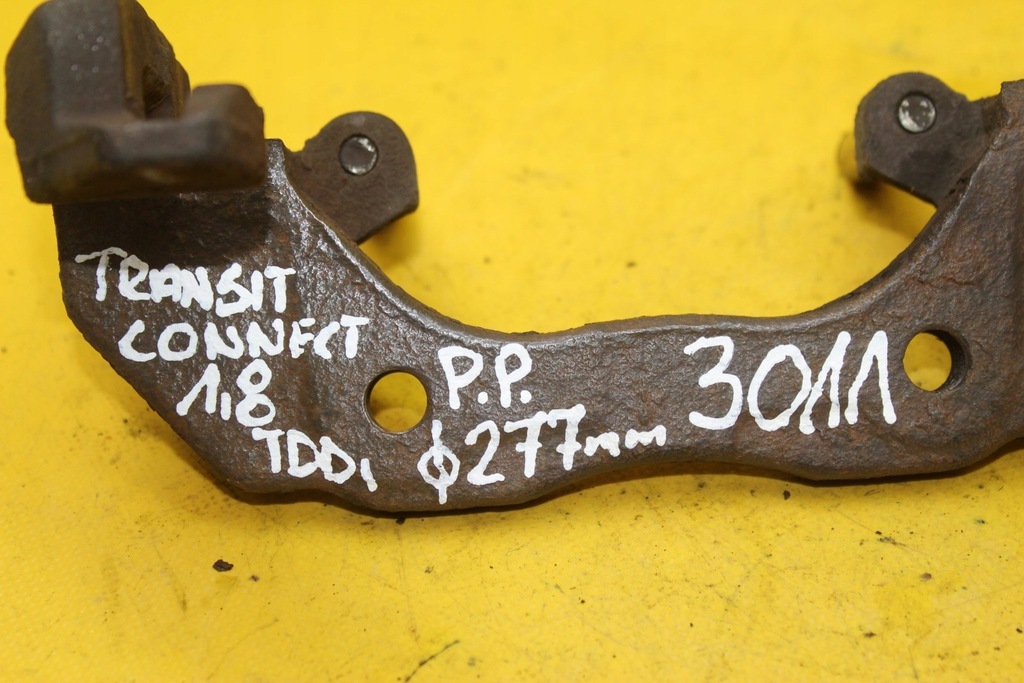 TRANSIT
CONNECT
1,8
TDDi
P.P.
φ277mm
3011